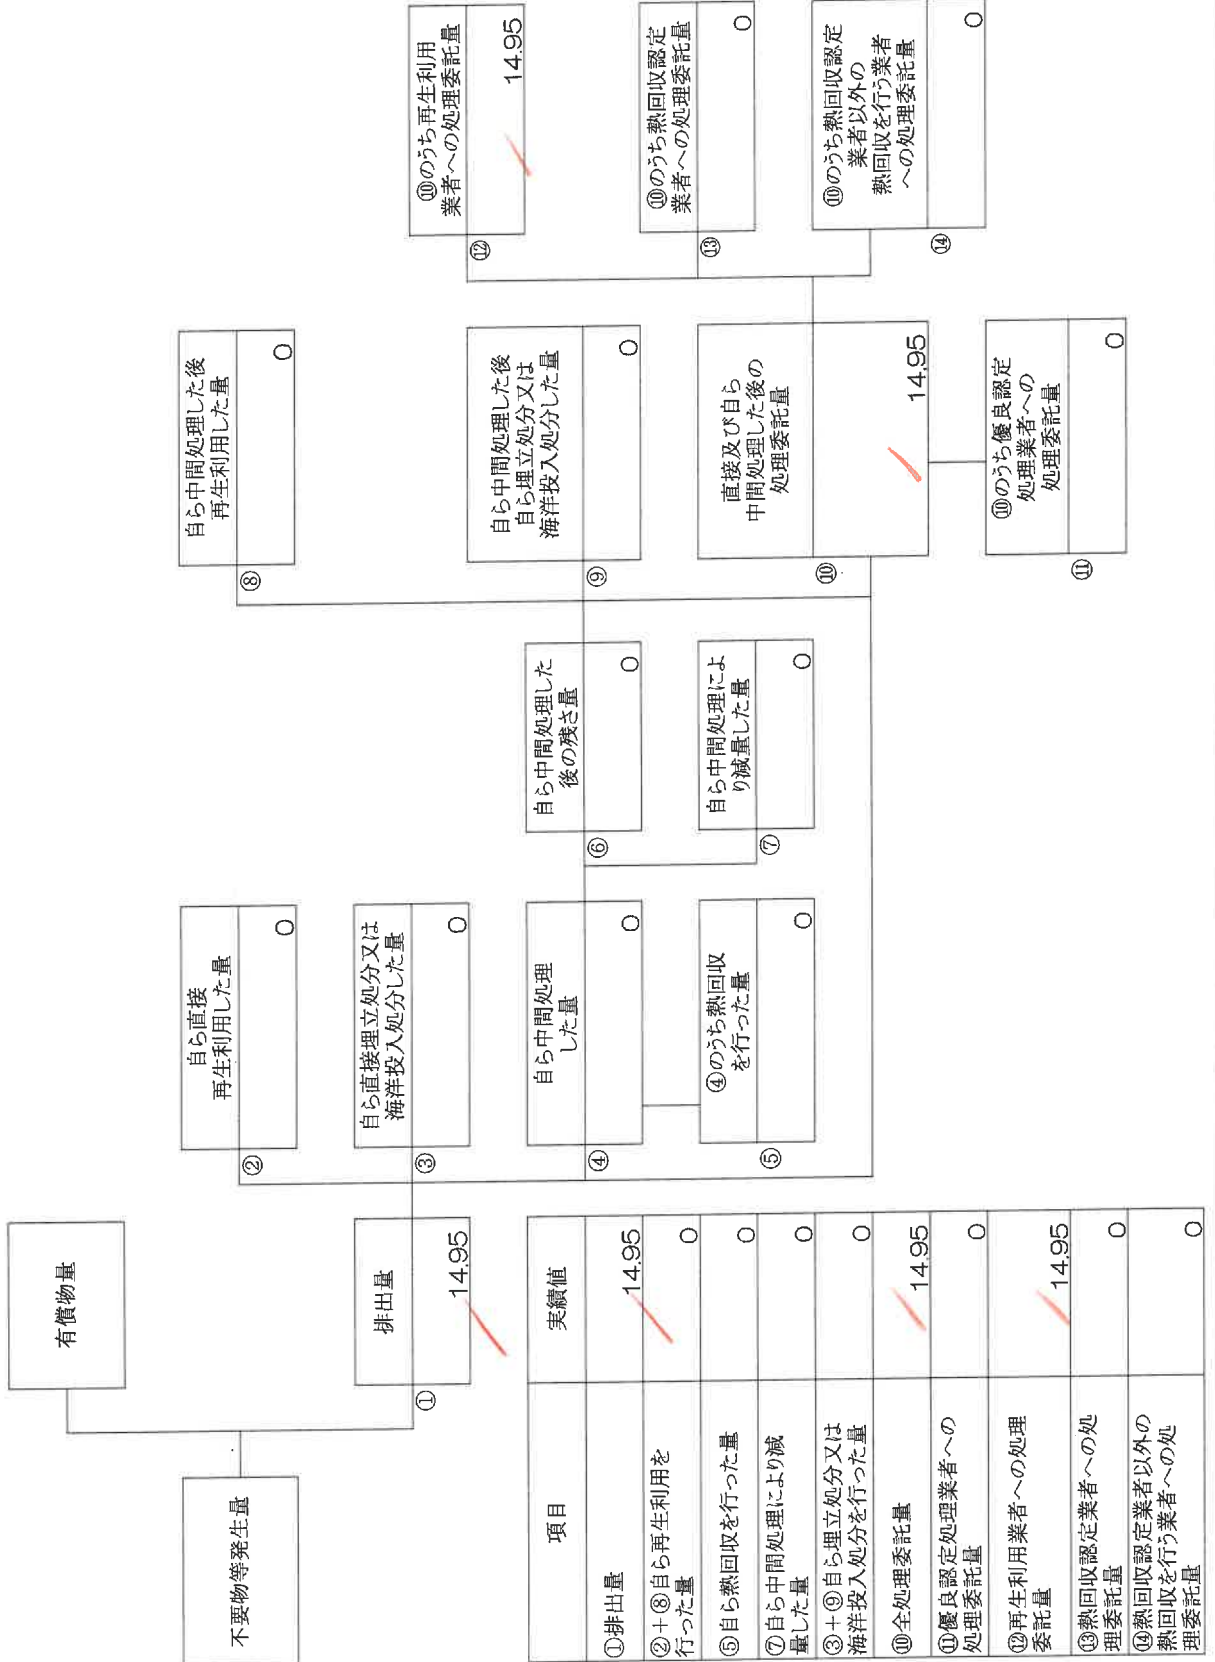 不要物等発生量
有償物量
排出量
①
14.95
自ら直接
再生利用した量
②
0
自ら直接埋立処分又は
海洋投入処分した量
③
0
自ら中間処理
した量
④
0
④のうち熱回収
を行った量
⑤
0
自ら中間処理した
後の残さ量
⑥
0
自ら中間処理によ
り減量した量
⑦
0
自ら中間処理した後
再生利用した量
⑧
0
自ら中間処理した後
自ら埋立処分又は
海洋投入処分した量
⑨
0
直接及び自ら
中間処理した後の
処理委託量
⑩
14.95
⑩のうち優良認定
処理業者への
処理委託量
⑪
0
⑩のうち再生利用
業者への処理委託量
⑫
14.95
⑩のうち熱回収認定
業者への処理委託量
⑬
0
⑩のうち熱回収認定
業者以外の
熱回収を行う業者
への処理委託量
⑭
0
項目 実績値
①排出量 14.95
②+⑧自ら再生利用を
行った量 0
⑤自ら熱回収を行った量 0
⑦自ら中間処理により減
量した量 0
③+⑨自ら埋立処分又は
海洋投入処分を行った量 0
⑩全処理委託量 14.95
⑪優良認定処理業者への
処理委託量 0
⑫再生利用業者への処理
委託量 14.95
⑬熱回収認定業者への処
理委託量 0
⑭熱回収認定業者以外の
熱回収を行う業者への処
理委託量 0